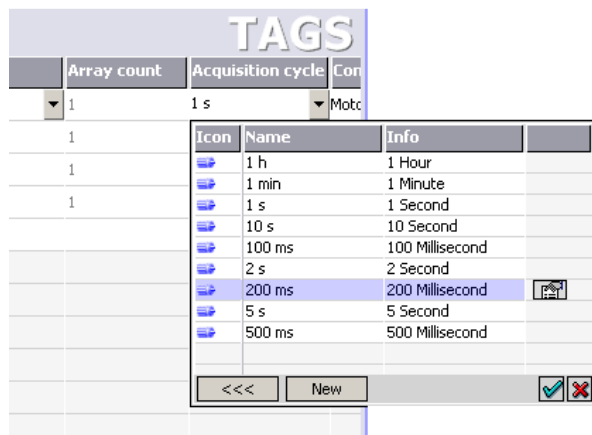 TAGS
Array count Acquisition cycle Con
1 1 s Moto
1
1
1
Icon Name Info
1 h 1 Hour
1 min 1 Minute
1 s 1 Second
10 s 10 Second
100 ms 100 Millisecond
2 s 2 Second
200 ms 200 Millisecond
5 s 5 Second
500 ms 500 Millisecond
<<< New